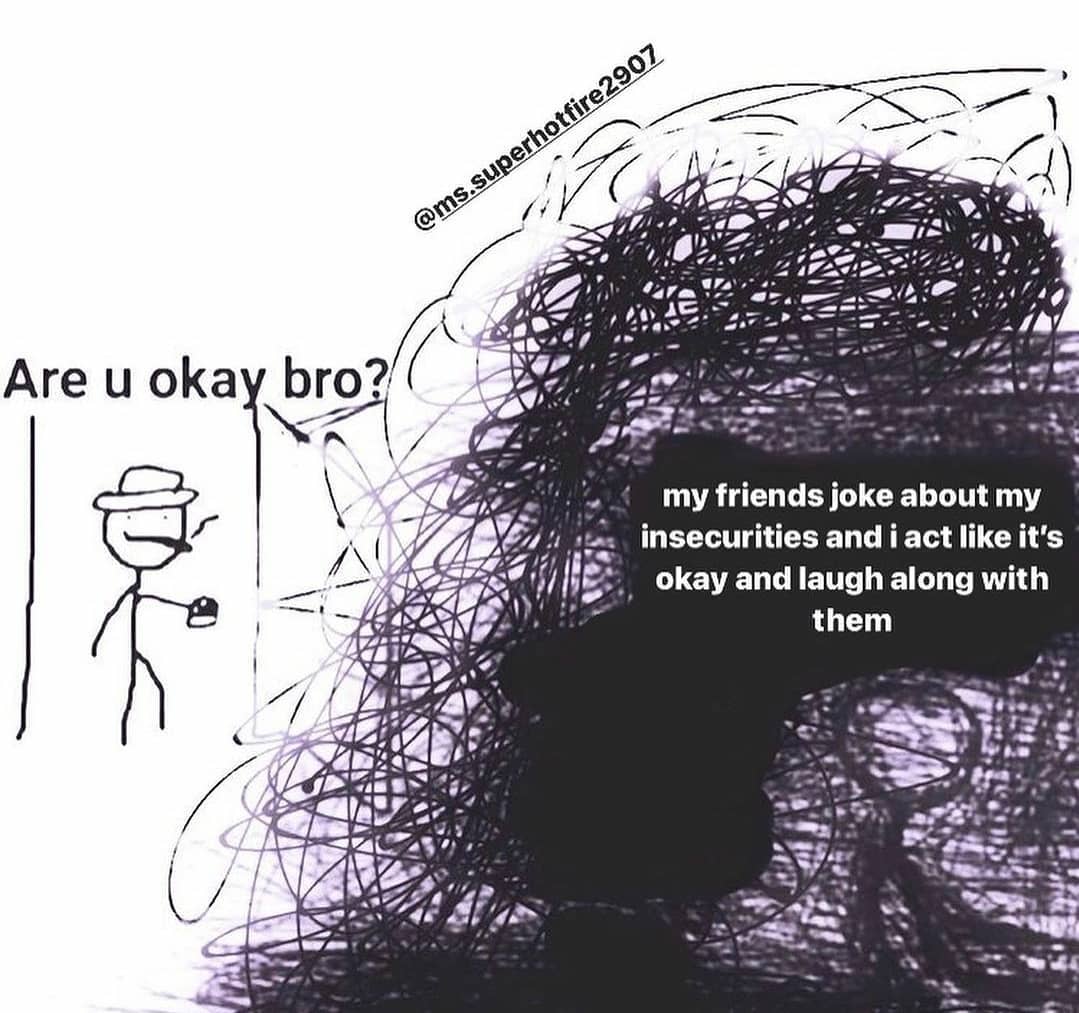 @ms.superhotfire2907
Are u okay bro?
my friends joke about my
insecurities and i act like it's
okay and laugh along with
them